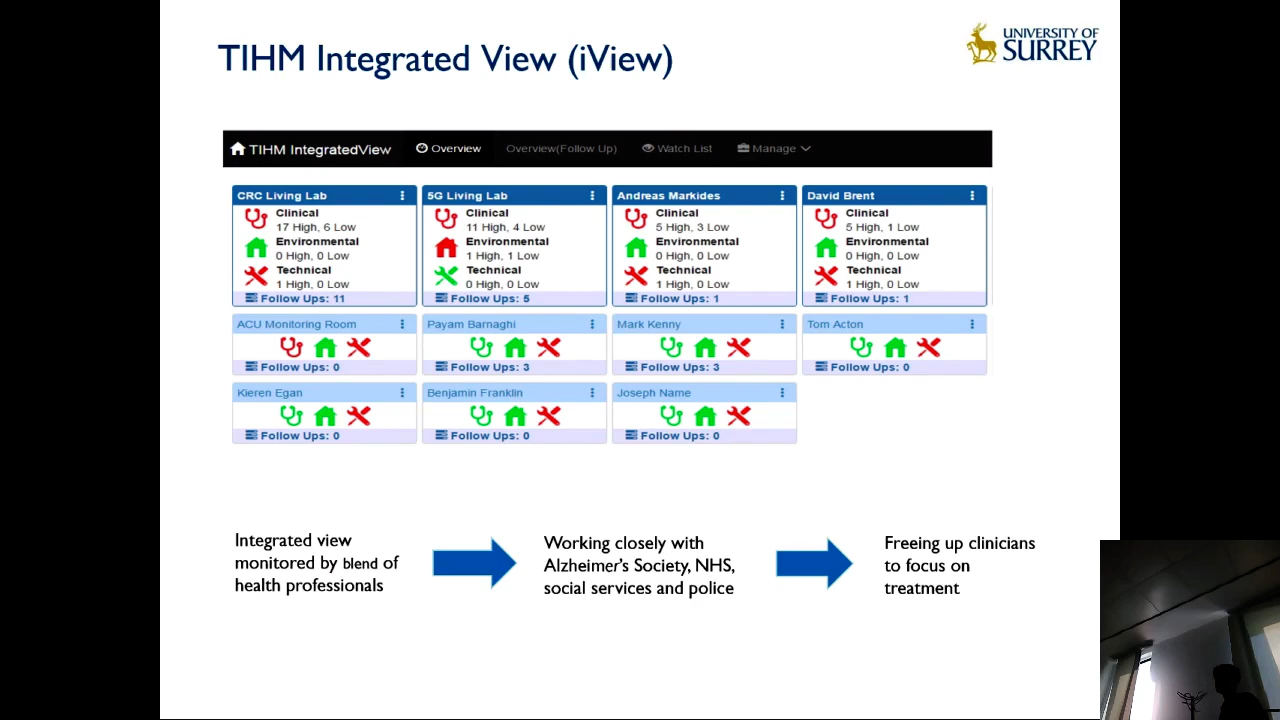 TIHM Integrated View (iView)
UNIVERSITY OF
SURREY
TIHM IntegratedView Overview Overview(Follow Up) Watch List Manage
CRC Living Lab
Clinical
17 High, 6 Low
Environmental
0 High, 0 Low
Technical
1 High, 0 Low
Follow Ups: 11
5G Living Lab
Clinical
11 High, 4 Low
Environmental
1 High, 1 Low
Technical
0 High, 0 Low
Follow Ups: 5
Andreas Markides
Clinical
5 High, 3 Low
Environmental
0 High, 0 Low
Technical
1 High, 0 Low
Follow Ups: 1
David Brent
Clinical
5 High, 1 Low
Environmental
0 High, 0 Low
Technical
1 High, 0 Low
Follow Ups: 1
ACU Monitoring Room
Follow Ups: 0
Payam Barnaghi
Follow Ups: 3
Mark Kenny
Follow Ups: 3
Tom Acton
Follow Ups: 0
Kieren Egan
Follow Ups: 0
Benjamin Franklin
Follow Ups: 0
Joseph Name
Follow Ups: 0
Integrated view
monitored by blend of
health professionals
Working closely with
Alzheimer's Society, NHS,
social services and police
Freeing up clinicians
to focus on
treatment